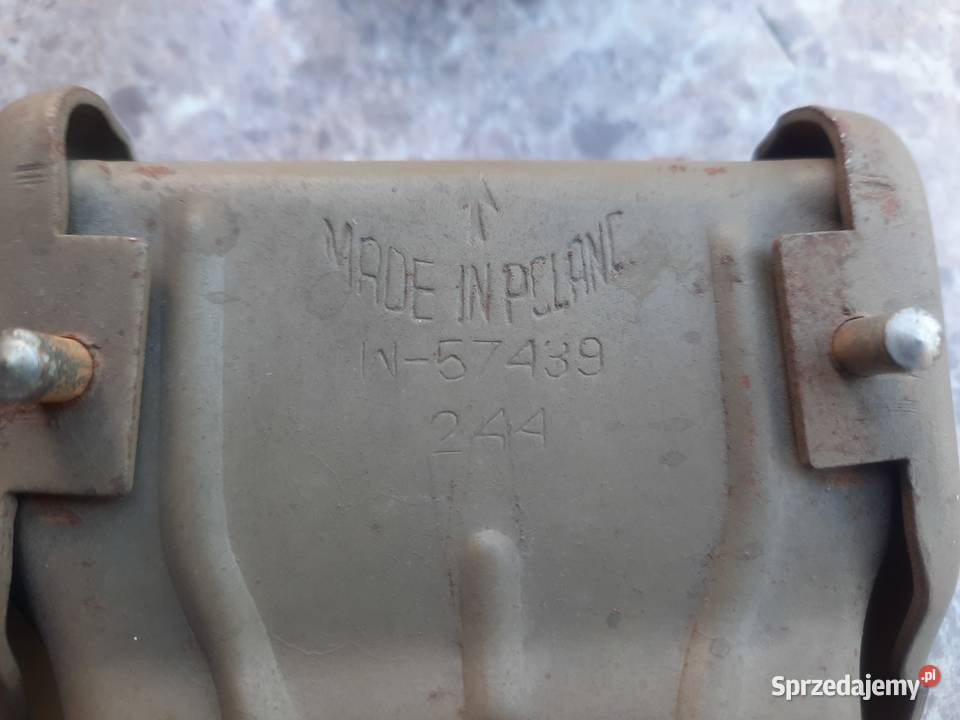 ↑
MADE IN POLAND
W-57439
244
Sprzedajemy.pl